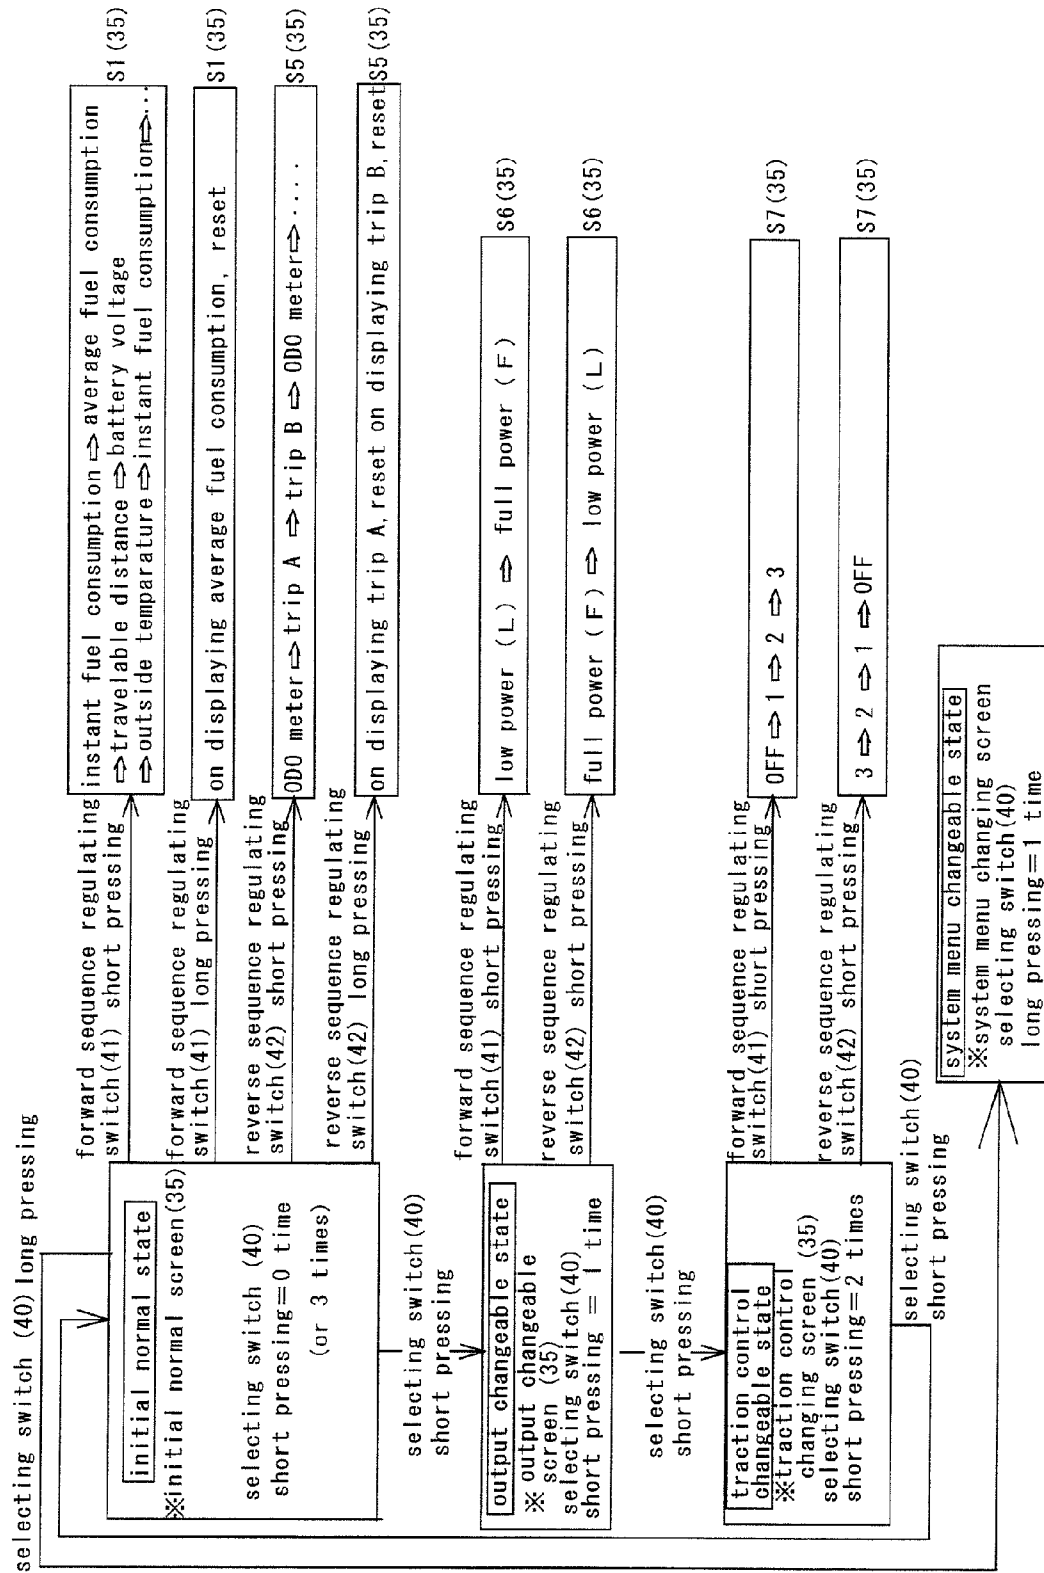 selecting switch (40) long pressing
initial normal state
※initial normal screen(35)
selecting switch (40)
short pressing=0 time
(or 3 times)
forward sequence regulating
switch(41) short pressing
instant fuel consumption⇨average fuel consumption
⇨travelable distance⇨battery voltage
⇨outside temparature⇨instant fuel consumption⇨...
S1(35)
forward sequence regulating
switch(41) long pressing
on displaying average fuel consumption, reset
S1(35)
reverse sequence regulating
switch(42) short pressing
ODO meter⇨trip A ⇨trip B ⇨ODO meter⇨....
S5(35)
reverse sequence regulating
switch(42) long pressing
on displaying trip A,reset on displaying trip B,reset
S5(35)
selecting switch(40)
short pressing
output changeable state
※ output changeable
screen (35)
selecting switch(40)
short pressing = 1 time
forward sequence regulating
switch(41) short pressing
low power (L) ⇨ full power (F)
S6(35)
reverse sequence regulating
switch(42) short pressing
full power (F) ⇨ low power (L)
S6(35)
selecting switch(40)
short pressing
traction control
changeable state
※traction control
changing screen (35)
selecting switch(40)
short pressing=2 times
forward sequence regulating
switch(41) short pressing
OFF⇨1⇨2⇨3
S7(35)
reverse sequence regulating
switch(42) short pressing
3⇨2⇨1⇨OFF
S7(35)
selecting switch(40)
short pressing
system menu changeable state
※system menu changing screen
selecting switch(40)
long pressing=1 time